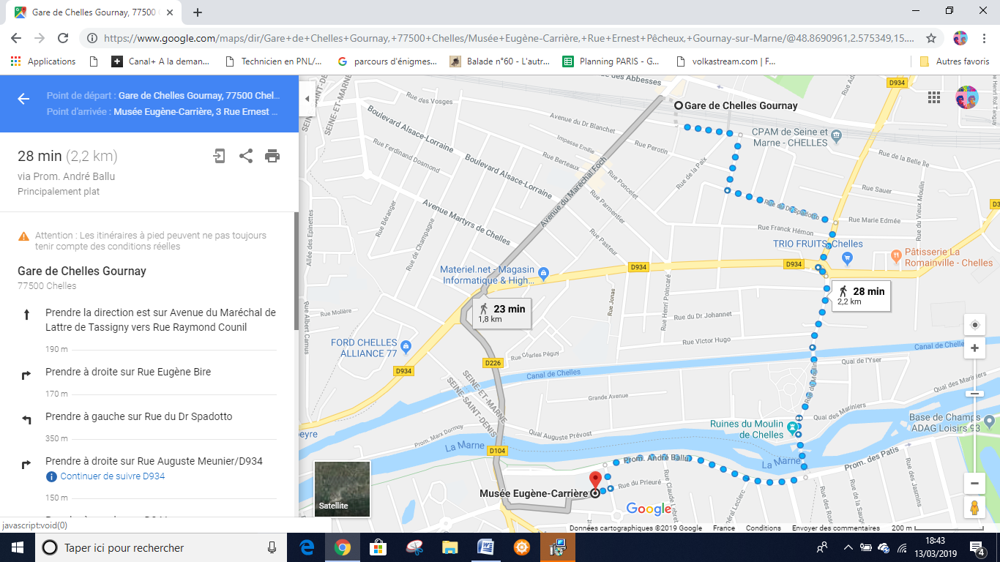 Gare de Chelles Gournay, 77500
https://www.google.com/maps/dir/Gare+de+Chelles+Gournay,+77500+Chelles/Musée+Eugène-Carrière,+Rue+Ernest+Pêcheux,+Gournay-sur-Marne/@48.8690961,2.575349,15....
Applications
Canal+ A la deman...
Technicien en PNL/...
parcours d'énigmes...
Balade n°60 - L'autr...
Planning PARIS - G...
volkastream.com | F...
Autres favoris
Point de départ : Gare de Chelles Gournay, 77500 Chel...
Point d'arrivée : Musée Eugène-Carrière, 3 Rue Ernest ...
28 min (2,2 km)
via Prom. André Ballu
Principalement plat
Attention : Les itinéraires à pied peuvent ne pas toujours
tenir compte des conditions réelles
Gare de Chelles Gournay
77500 Chelles
Prendre la direction est sur Avenue du Maréchal de
Lattre de Tassigny vers Rue Raymond Counil
190 m
Prendre à droite sur Rue Eugène Bire
170 m
Prendre à gauche sur Rue du Dr Spadotto
350 m
Prendre à droite sur Rue Auguste Meunier/D934
Continuer de suivre D934
150 m
javascript:void(0)
des Abbesses
Rue des Vosges
D934
Gare de Chelles Gournay
Boulevard Alsace-Lorraine
Avenue du Dr Blanchet
CPAM de Seine et
Marne - CHELLES
SEINE-ET-MARNE
Impasse Emilie
Rue Perotin
Rue Ferdinand Dosmond
Rue Berteaux
Rue de la Paix
Rue de la Belle Île
Boulevard Alsace-Lorraine
Avenue du Maréchal Foch
Rue Poncelet
Rue Sauer
Rue du Vieux Moulin
Rue Parmentier
Rue du Dr Spadotto
Rue Béranger
Avenue Martyrs de Chelles
Rue Marie Edmée
Allée des Epinettes
Rue de Champagne
Rue Pasteur
Rue Franck Hémon
TRIO FRUITS, Chelles
Pâtisserie La
Romainville - Chelles
Materiel.net - Magasin
Informatique & High...
D934
D934
28 min
2,2 km
23 min
1,8 km
Rue Jonas
Rue Henri Poincaré
Rue Albert Camus
Rue Molière
Rue du Dr Johannet
FORD CHELLES
ALLIANCE 77
Rue Victor Hugo
Canal de Chelles
Rue Charles Péguy
D934
D226
Canal de Chelles
Quai de l'Yser
Quai des Mariniers
SEINE-ET-MARNE
SEINE-SAINT-DENIS
Grande Avenue
Rue du Moulin
Quai des Mariniers
Base de Champs
ADAG Loisirs 93
Ruines du Moulin
de Chelles
Prom. Marx Dormoy
Quai Auguste Prévost
La Marne
D104
Prom. André Ballu
La Marne
Prom. des Patis
Musée Eugène-Carrière
Rue du Prieuré
Rue Claude Lebret
Rue des Jasmins
Satellite
Google
Données cartographiques ©2019 Google France Conditions Envoyer des commentaires 200 m
Taper ici pour rechercher
18:43
13/03/2019
4